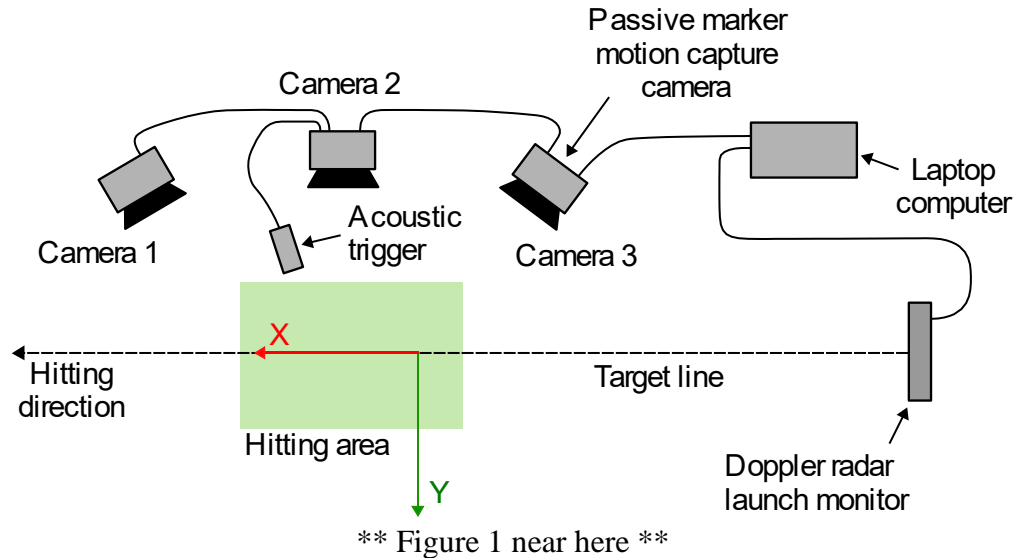 Passive marker
motion capture
camera
Camera 2
Laptop
computer
Acoustic
trigger
Camera 1
Camera 3
X
Hitting
direction
Target line
Hitting area
Y
Doppler radar
launch monitor
** Figure 1 near here **